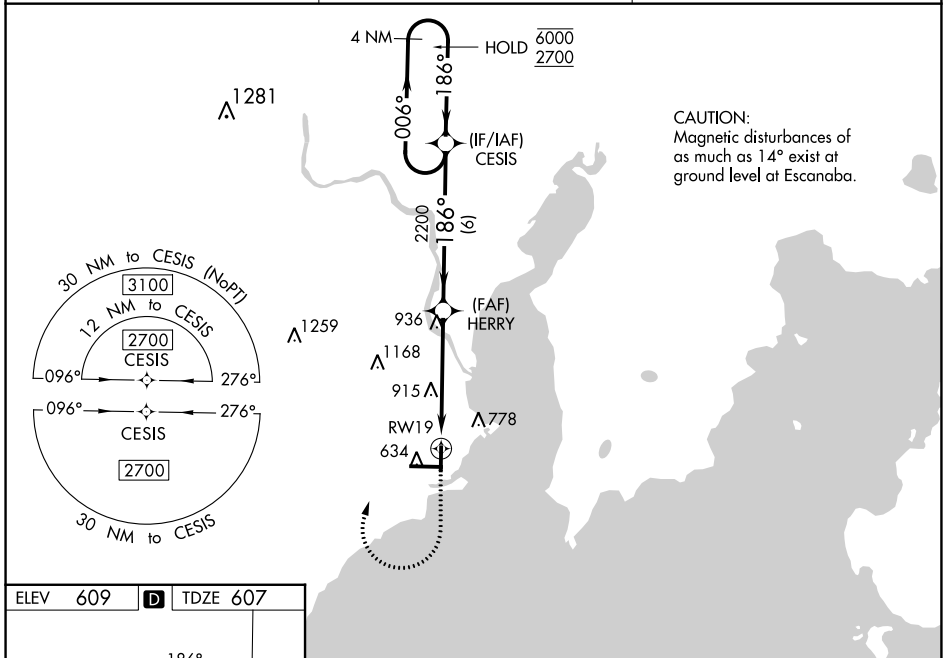 4 NM
HOLD
6000
2700
186°
006°
1281
(IF/IAF)
CESIS
CAUTION:
Magnetic disturbances of
as much as 14° exist at
ground level at Escanaba.
2200
186°
(6)
30 NM to CESIS (NoPT)
3100
12 NM to CESIS
2700
CESIS
096°
276°
096°
276°
CESIS
2700
30 NM to CESIS
(FAF)
HERRY
936
1259
1168
915
778
RW19
634
ELEV 609 D TDZE 607